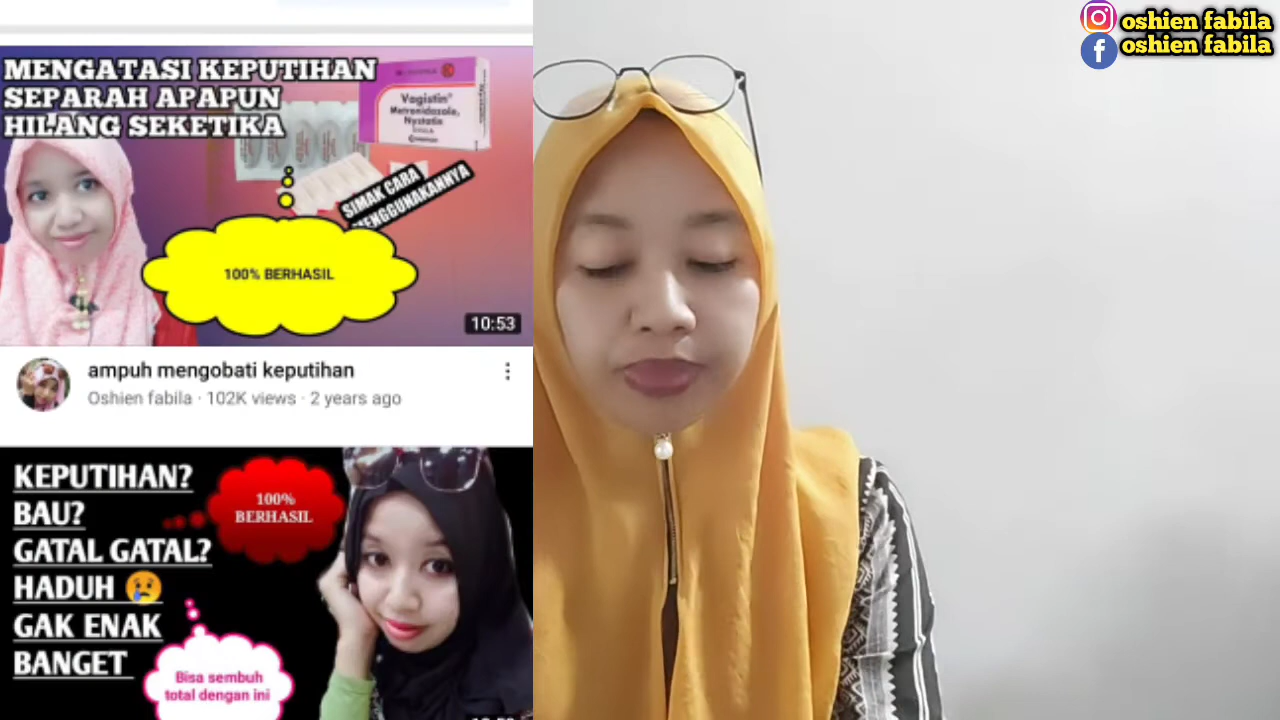 MENGATASI KEPUTIHAN
SEPARAH APAPUN
HILANG SEKETIKA
Vagistin®
Metronidazole,
Nystatin
SIMAK CARA
MENGGUNAKANNYA
100% BERHASIL
10:53
ampuh mengobati keputihan
Oshien fabila · 102K views · 2 years ago
KEPUTIHAN?
BAU?
GATAL GATAL?
HADUH 😢
GAK ENAK
BANGET
100%
BERHASIL
Bisa sembuh
total dengan ini
oshien fabila
oshien fabila